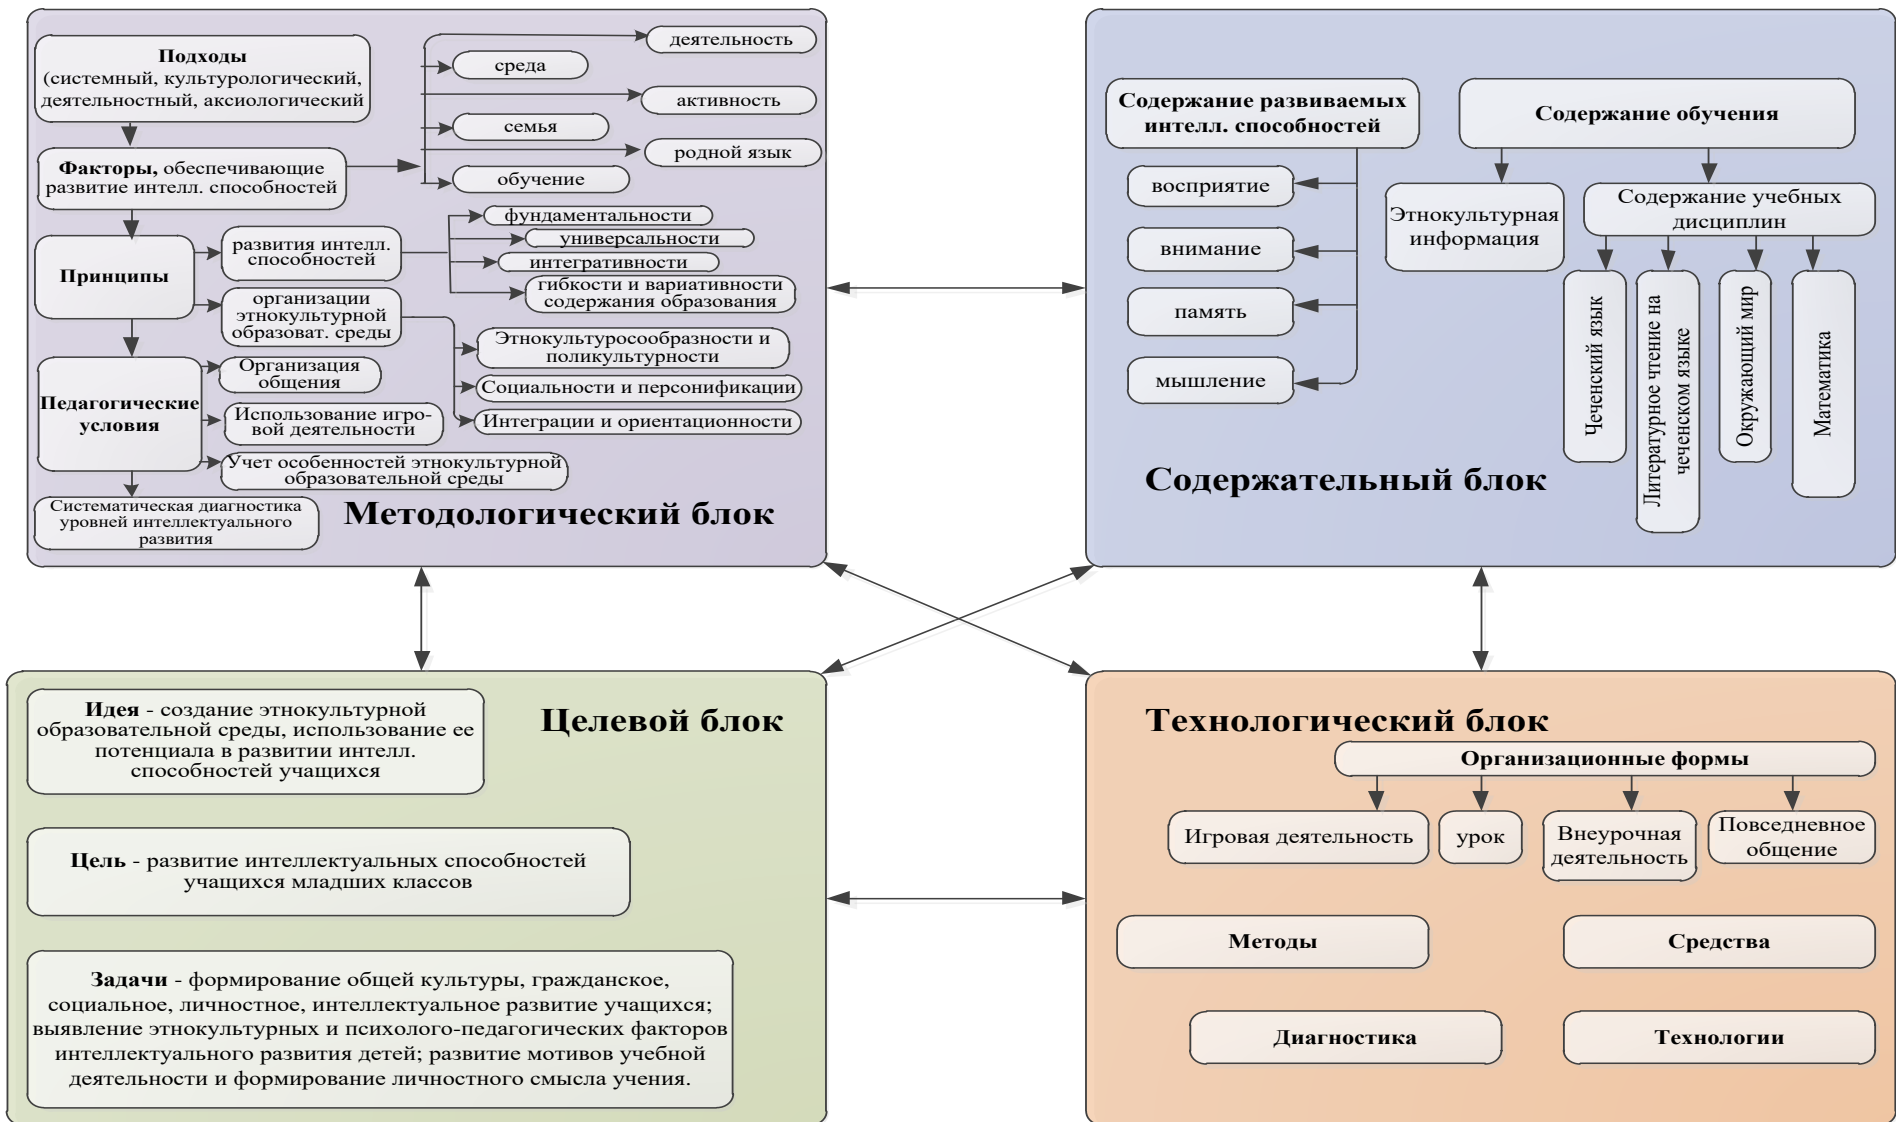 Подходы
(системный, культурологический,
деятельностный, аксиологический
Факторы, обеспечивающие
развитие интелл. способностей
деятельность
среда
активность
семья
родной язык
обучение
Принципы
развития интелл.
способностей
фундаментальности
универсальности
интегративности
гибкости и вариативности
содержания образования
организации
этнокультурной
образоват. среды
Этнокультуросообразности и
поликультурности
Социальности и персонификации
Интеграции и ориентационности
Педагогические
условия
Организация
общения
Использование игро-
вой деятельности
Учет особенностей этнокультурной
образовательной среды
Систематическая диагностика
уровней интеллектуального
развития
Методологический блок
Содержание развиваемых
интелл. способностей
восприятие
внимание
память
мышление
Содержание обучения
Этнокультурная
информация
Содержание учебных
дисциплин
Чеченский язык
Литературное чтение на
чеченском языке
Окружающий мир
Математика
Содержательный блок
Целевой блок
Идея - создание этнокультурной
образовательной среды, использование ее
потенциала в развитии интелл.
способностей учащихся
Цель - развитие интеллектуальных способностей
учащихся младших классов
Задачи - формирование общей культуры, гражданское,
социальное, личностное, интеллектуальное развитие учащихся;
выявление этнокультурных и психолого-педагогических факторов
интеллектуального развития детей; развитие мотивов учебной
деятельности и формирование личностного смысла учения.
Технологический блок
Организационные формы
Игровая деятельность
урок
Внеурочная
деятельность
Повседневное
общение
Методы
Средства
Диагностика
Технологии